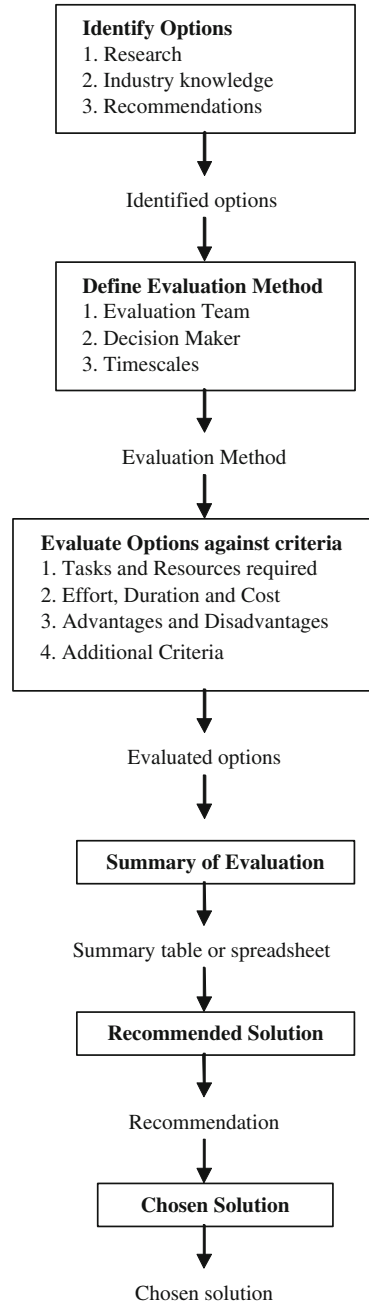 Identify Options
1. Research
2. Industry knowledge
3. Recommendations
Identified options
Define Evaluation Method
1. Evaluation Team
2. Decision Maker
3. Timescales
Evaluation Method
Evaluate Options against criteria
1. Tasks and Resources required
2. Effort, Duration and Cost
3. Advantages and Disadvantages
4. Additional Criteria
Evaluated options
Summary of Evaluation
Summary table or spreadsheet
Recommended Solution
Recommendation
Chosen Solution
Chosen solution